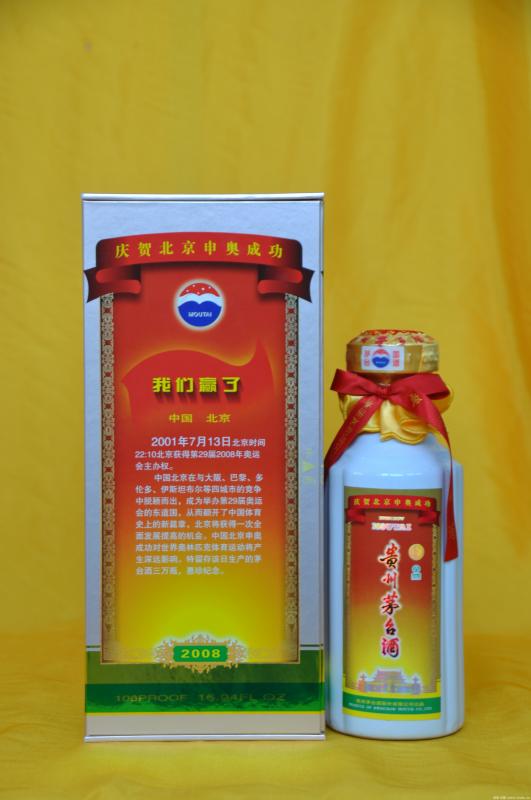 庆贺北京申奥成功
MOUTAI
我们赢了
中国 北京
2001年7月13日北京时间
22:10北京获得第29届2008年奥运
会主办权。
中国北京在与大阪、巴黎、多
伦多、伊斯坦布尔等四城市的竞争
中脱颖而出，成为举办第29届奥运会
的东道国，从而翻开了中国体育
史上的新篇章，北京将获得一次全
面发展提高的机会。中国北京申奥
成功对世界奥林匹克体育运动将产
生深远影响。特留存该日生产的茅
台酒三万瓶，惠珍纪念。
2008
106PROOF 16.94FL OZ
茅台
MOUTAI
庆贺北京申奥成功
MOUTAI
贵州茅台酒